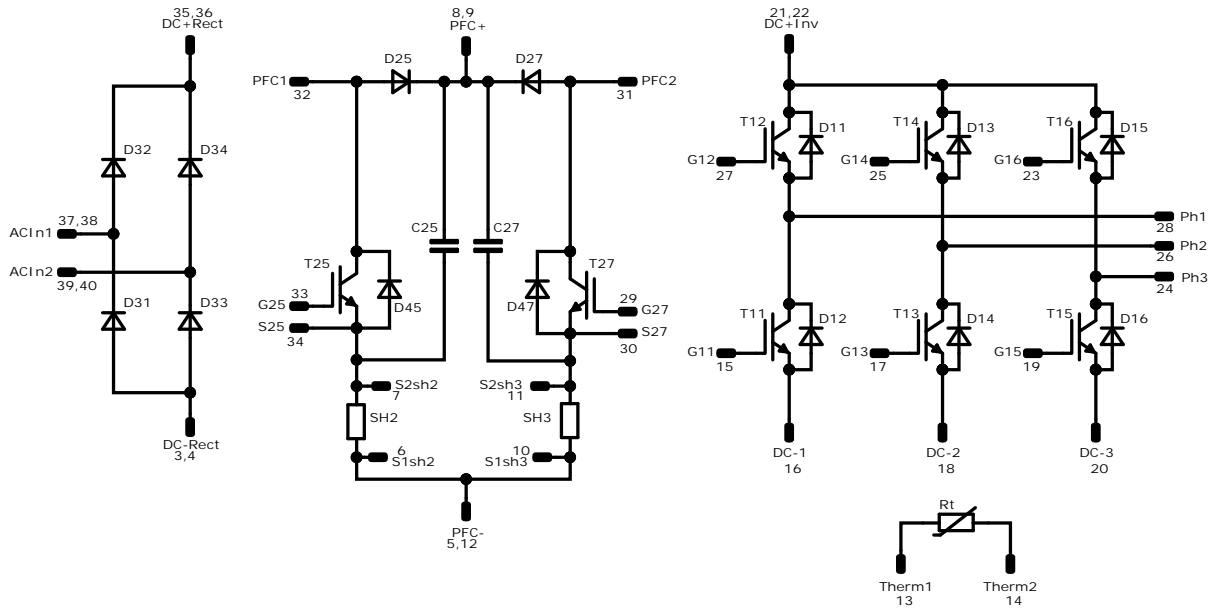 35,36
DC+Rect
D32
D34
37,38
ACIn1
ACIn2
39,40
D31
D33
DC-Rect
3,4
8,9
PFC+
D25
D27
PFC1
32
PFC2
31
C25
C27
T25
T27
33
G25
D45
D47
29
G27
S25
34
S27
30
S2sh2
7
S2sh3
11
SH2
SH3
6
S1sh2
10
S1sh3
PFC-
5,12
21,22
DC+Inv
T12
D11
T14
D13
T16
D15
G12
27
G14
25
G16
23
Ph1
28
Ph2
26
Ph3
24
T11
D12
T13
D14
T15
D16
G11
15
G13
17
G15
19
DC-1
16
DC-2
18
DC-3
20
Rt
Therm1
13
Therm2
14